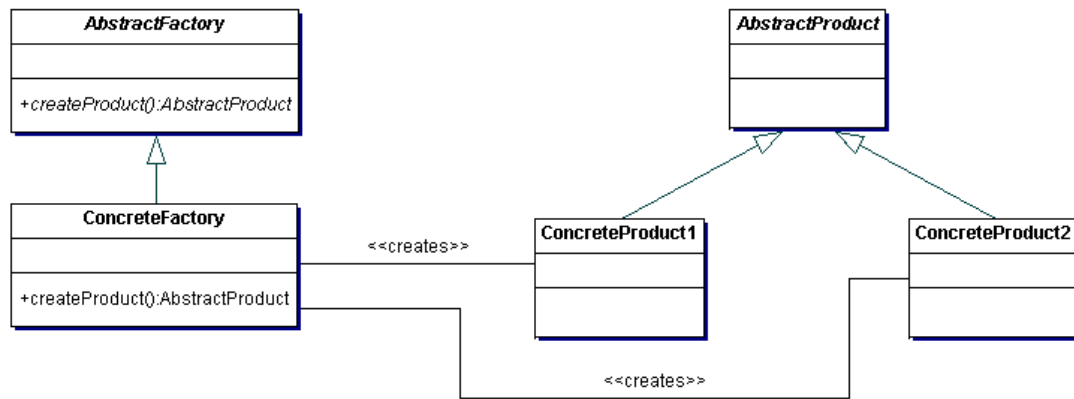 AbstractFactory
+createProduct():AbstractProduct
AbstractProduct
ConcreteFactory
+createProduct():AbstractProduct
<<creates>>
ConcreteProduct1
ConcreteProduct2
<<creates>>